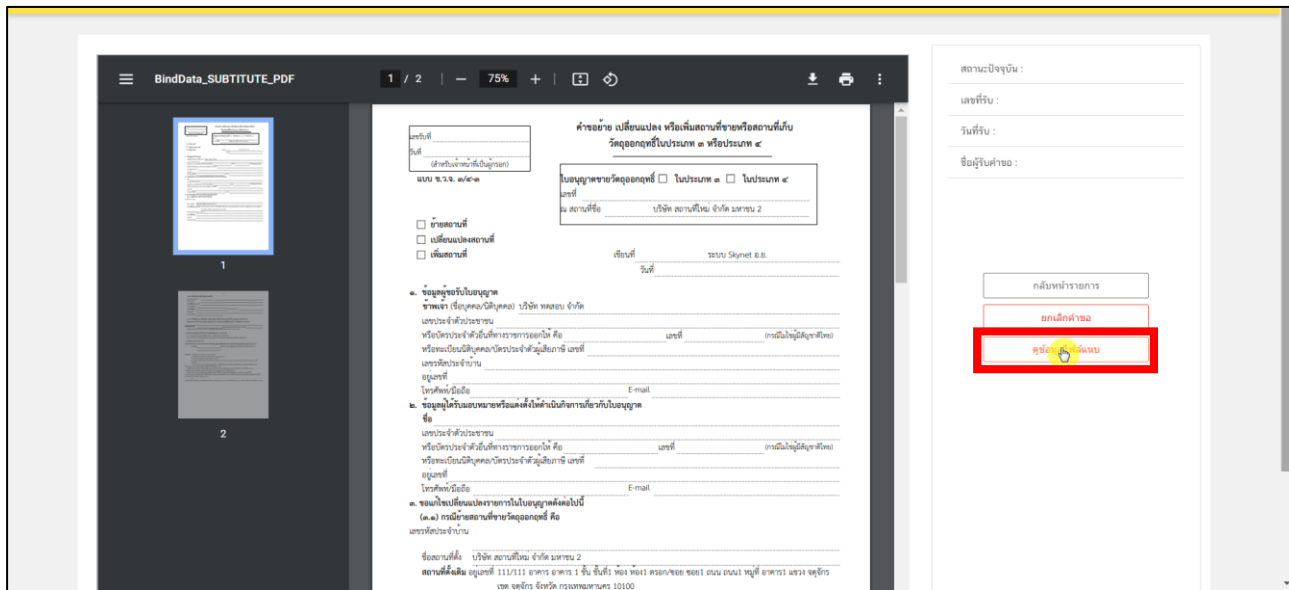 BindData_SUBTITUTE_PDF
1 / 2
75%
1
2
เลขรับที่
วันที่
(สำหรับเจ้าหน้าที่เป็นผู้กรอก)
แบบ ข.ว.จ. ๓/๔-๓
คำขอย้าย เปลี่ยนแปลง หรือเพิ่มสถานที่ขายหรือสถานที่เก็บ
วัตถุออกฤทธิ์ในประเภท ๓ หรือประเภท ๔
ใบอนุญาตขายวัตถุออกฤทธิ์ ในประเภท ๓ ในประเภท ๔
เลขที่
ณ สถานที่ชื่อ บริษัท สถานที่ใหม่ จำกัด มหาชน 2
ย้ายสถานที่
เปลี่ยนแปลงสถานที่
เพิ่มสถานที่
เขียนที่ ระบบ Skynet อ.ย.
วันที่
๑. ข้อมูลผู้ขอรับใบอนุญาต
ข้าพเจ้า (ชื่อบุคคล/นิติบุคคล) บริษัท ทดสอบ จำกัด
เลขประจำตัวประชาชน
หรือบัตรประจำตัวอื่นที่ทางราชการออกให้ คือ เลขที่ (กรณีไม่ใช่ผู้มีสัญชาติไทย)
หรือทะเบียนนิติบุคคล/บัตรประจำตัวผู้เสียภาษี เลขที่
เลขรหัสประจำบ้าน
อยู่เลขที่
โทรศัพท์/มือถือ E-mail
๒. ข้อมูลผู้ได้รับมอบหมายหรือแต่งตั้งให้ดำเนินกิจการเกี่ยวกับใบอนุญาต
ชื่อ
เลขประจำตัวประชาชน
หรือบัตรประจำตัวอื่นที่ทางราชการออกให้ คือ เลขที่ (กรณีไม่ใช่ผู้มีสัญชาติไทย)
หรือทะเบียนนิติบุคคล/บัตรประจำตัวผู้เสียภาษี เลขที่
อยู่เลขที่
โทรศัพท์/มือถือ E-mail
๓. ขอแก้ไขเปลี่ยนแปลงรายการในใบอนุญาตดังต่อไปนี้
(๓.๑) กรณีย้ายสถานที่ขายวัตถุออกฤทธิ์ คือ
เลขรหัสประจำบ้าน
ชื่อสถานที่ตั้ง บริษัท สถานที่ใหม่ จำกัด มหาชน 2
สถานที่ตั้งเดิม อยู่เลขที่ 111/111 อาคาร อาคาร 1 ชั้น ชั้นที่1 ห้อง ห้อง1 ตรอก/ซอย ซอย1 ถนน ถนน1 หมู่ที่ อาคาร1 แขวง จตุจักร
เขต จตุจักร จังหวัด กรุงเทพมหานคร 10100
สถานะปัจจุบัน :
เลขที่รับ :
วันที่รับ :
ชื่อผู้รับคำขอ :
กลับหน้ารายการ
ยกเลิกคำขอ